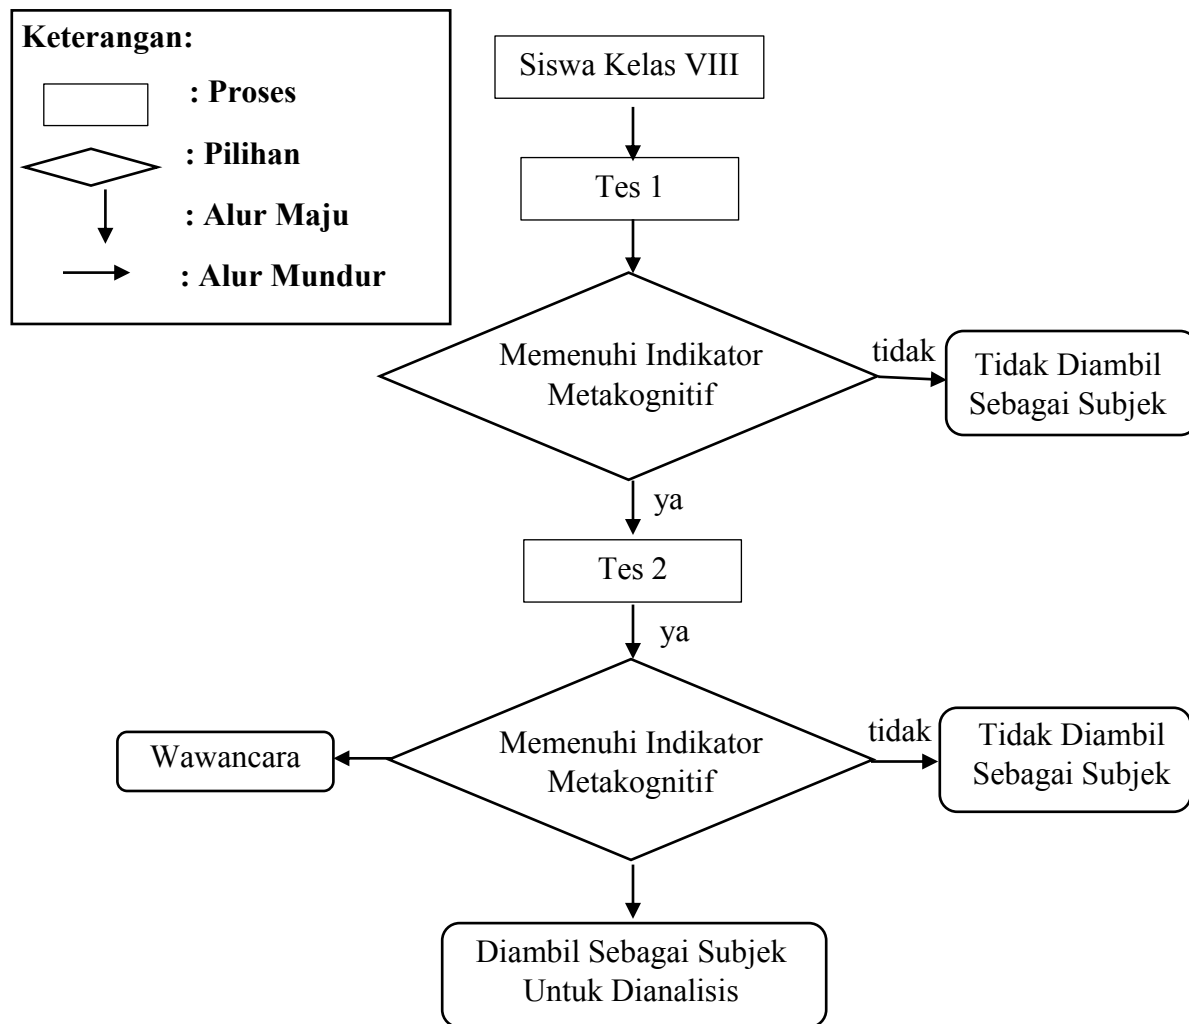 Keterangan:
: Proses
: Pilihan
: Alur Maju
: Alur Mundur
Siswa Kelas VIII
Tes 1
Memenuhi Indikator
Metakognitif
tidak
Tidak Diambil
Sebagai Subjek
ya
Tes 2
ya
Memenuhi Indikator
Metakognitif
tidak
Tidak Diambil
Sebagai Subjek
Wawancara
Diambil Sebagai Subjek
Untuk Dianalisis